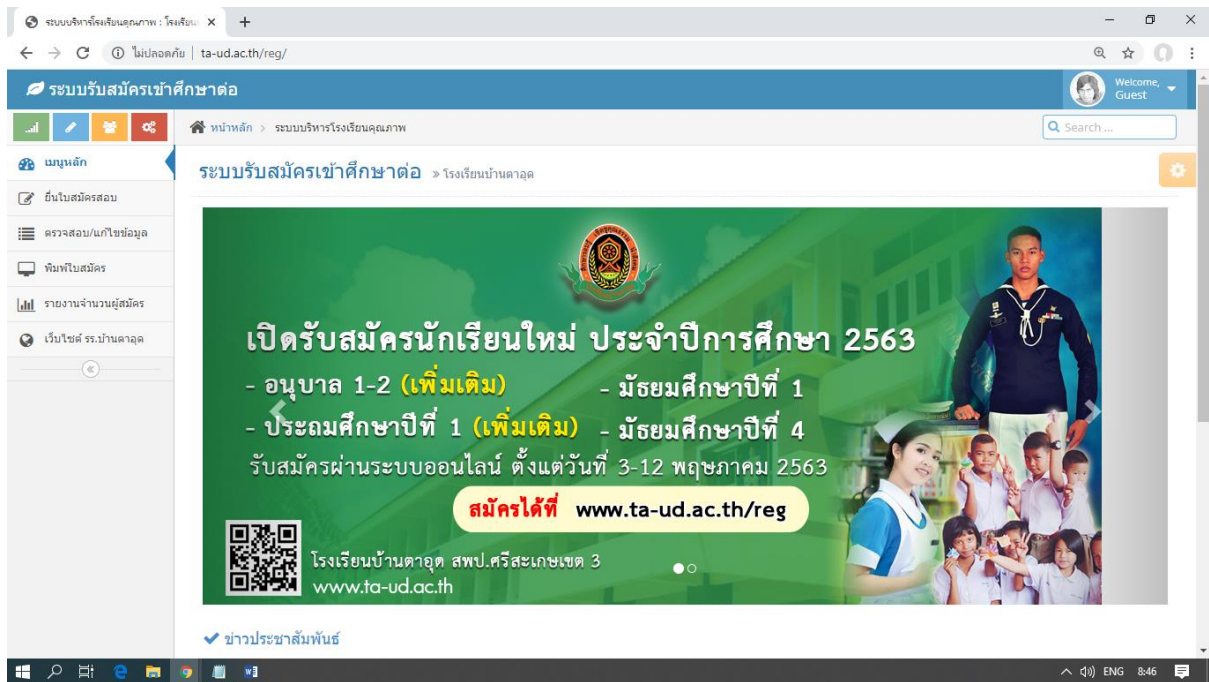 ระบบบริหารโรงเรียนคุณภาพ : โรงเรียน
ไม่ปลอดภัย | ta-ud.ac.th/reg/
ระบบรับสมัครเข้าศึกษาต่อ
Welcome,
Guest
หน้าหลัก > ระบบบริหารโรงเรียนคุณภาพ
Search ...
เมนูหลัก
ระบบรับสมัครเข้าศึกษาต่อ » โรงเรียนบ้านตาอุด
ยื่นใบสมัครสอบ
ตรวจสอบ/แก้ไขข้อมูล
พิมพ์ใบสมัคร
รายงานจำนวนผู้สมัคร
เว็บไซต์ รร.บ้านตาอุด
เปิดรับสมัครนักเรียนใหม่ ประจำปีการศึกษา 2563
- อนุบาล 1-2 (เพิ่มเติม) - มัธยมศึกษาปีที่ 1
- ประถมศึกษาปีที่ 1 (เพิ่มเติม) - มัธยมศึกษาปีที่ 4
รับสมัครผ่านระบบออนไลน์ ตั้งแต่วันที่ 3-12 พฤษภาคม 2563
สมัครได้ที่ www.ta-ud.ac.th/reg
โรงเรียนบ้านตาอุด สพป.ศรีสะเกษเขต 3
www.ta-ud.ac.th
ข่าวประชาสัมพันธ์
ENG 8:46